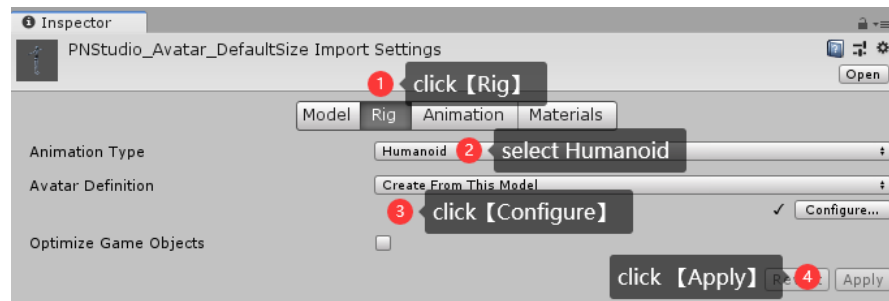 Inspector
PNStudio_Avatar_DefaultSize Import Settings
Open
1 click【Rig】
Model Rig Animation Materials
Animation Type Humanoid 2 select Humanoid
Avatar Definition Create From This Model
3 click【Configure】 ✓ Configure...
Optimize Game Objects
click 【Apply】 4 Apply